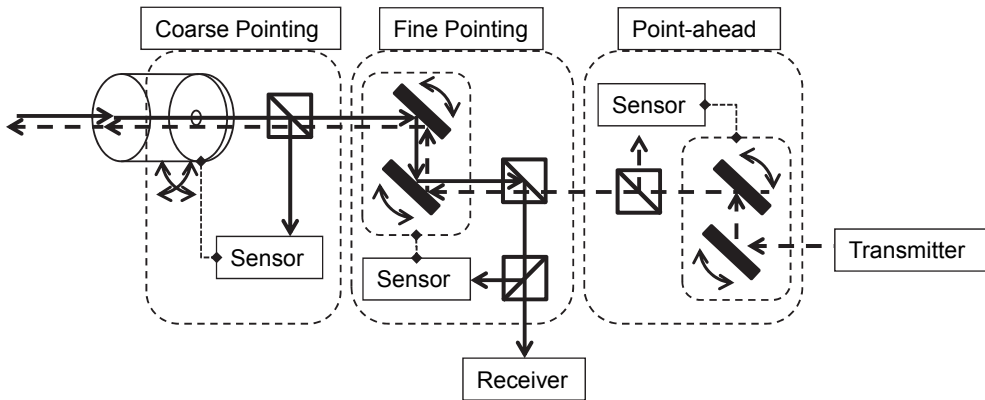 Coarse Pointing
Fine Pointing
Point-ahead
Sensor
Sensor
Sensor
Transmitter
Receiver